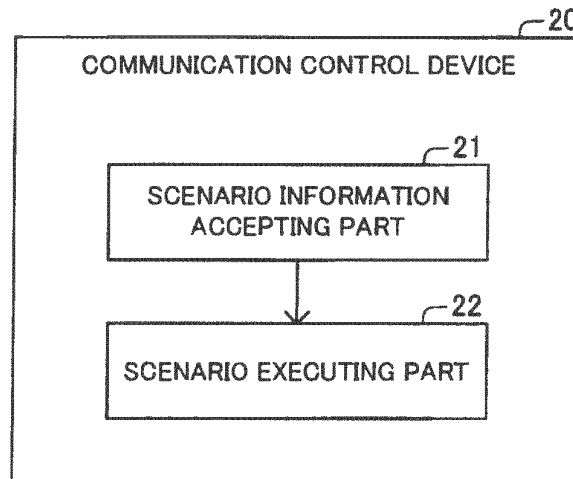 20
COMMUNICATION CONTROL DEVICE
21
SCENARIO INFORMATION
ACCEPTING PART
22
SCENARIO EXECUTING PART